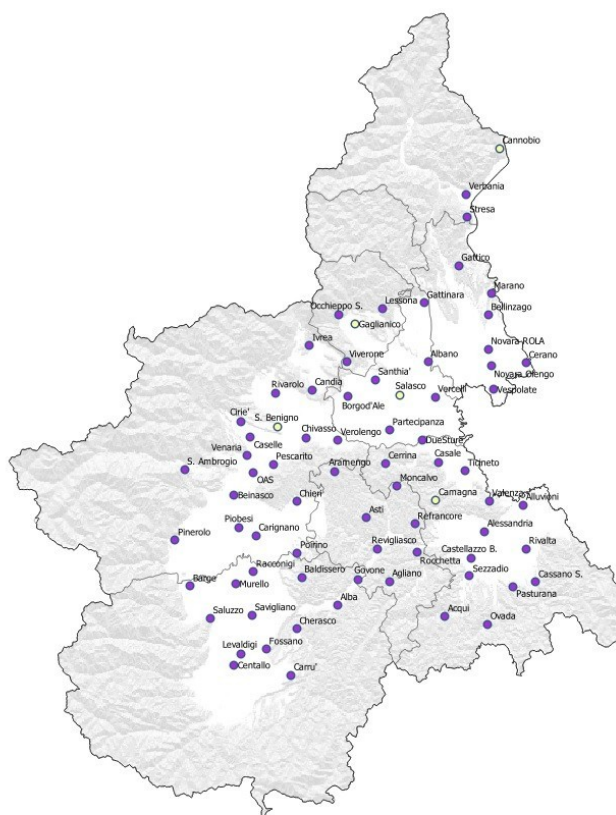 Cannobio
Verbania
Stresa
Gattico
Marano
Gattinara
Lessona
Occhieppo S.
Bellinzago
Gaglianico
Ivrea
Novara ROLA
Viverone
Albano
Cerano
Novara Olengo
Santhia'
Rivarolo
Candia
Salasco
Vercelli
Vespolate
Borgod'Ale
Cirie'
S. Benigno
Partecipanza
Chivasso
Verolengo
Caselle
DueSture
Venaria
Pescarito
Cerrina
Casale
S. Ambrogio
Aramengo
Ticineto
OAS
Moncalvo
Beinasco
Chieri
Camagna
Valenza
Alluvioni
Asti
Refrancore
Piobesi
Carignano
Alessandria
Pinerolo
Poirino
Revigliasco
Rocchetta
Castellazzo B.
Rivalta
Racconigi
Barge
Murello
Baldissero
Govone
Agliano
Sezzadio
Cassano S.
Pasturana
Alba
Saluzzo
Savigliano
Cherasco
Acqui
Ovada
Levaldigi
Fossano
Centallo
Carru'